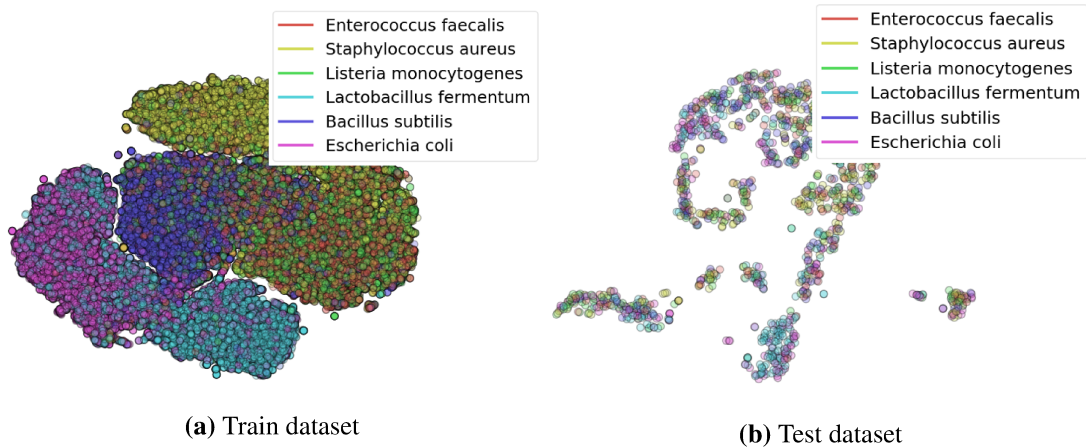 Enterococcus faecalis
Staphylococcus aureus
Listeria monocytogenes
Lactobacillus fermentum
Bacillus subtilis
Escherichia coli
(a) Train dataset
Enterococcus faecalis
Staphylococcus aureus
Listeria monocytogenes
Lactobacillus fermentum
Bacillus subtilis
Escherichia coli
(b) Test dataset